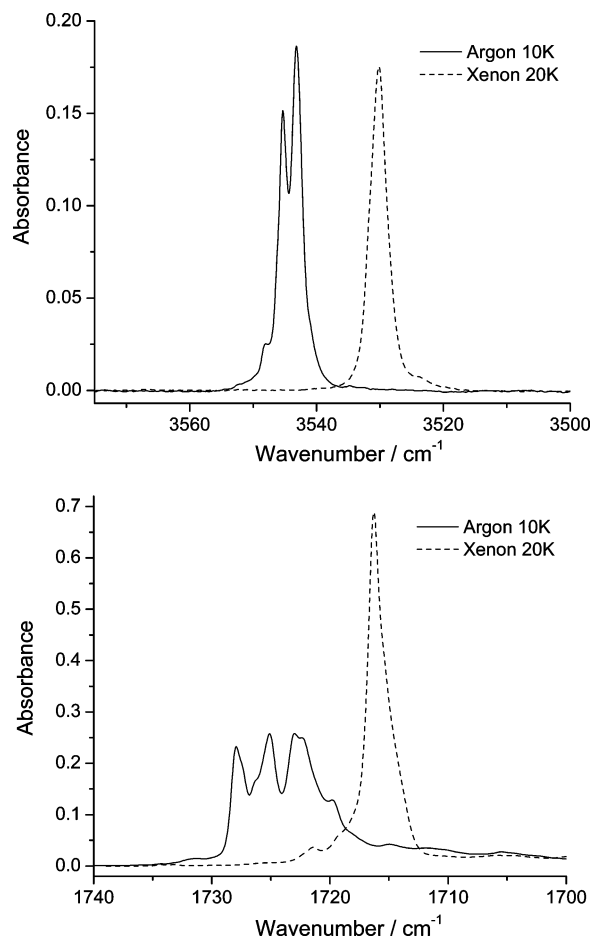 0.20
0.15
0.10
0.05
0.00
Absorbance
Argon 10K
Xenon 20K
3560 3540 3520 3500
Wavenumber / cm⁻¹
0.7
0.6
0.5
0.4
0.3
0.2
0.1
0.0
Absorbance
Argon 10K
Xenon 20K
1740 1730 1720 1710 1700
Wavenumber / cm⁻¹